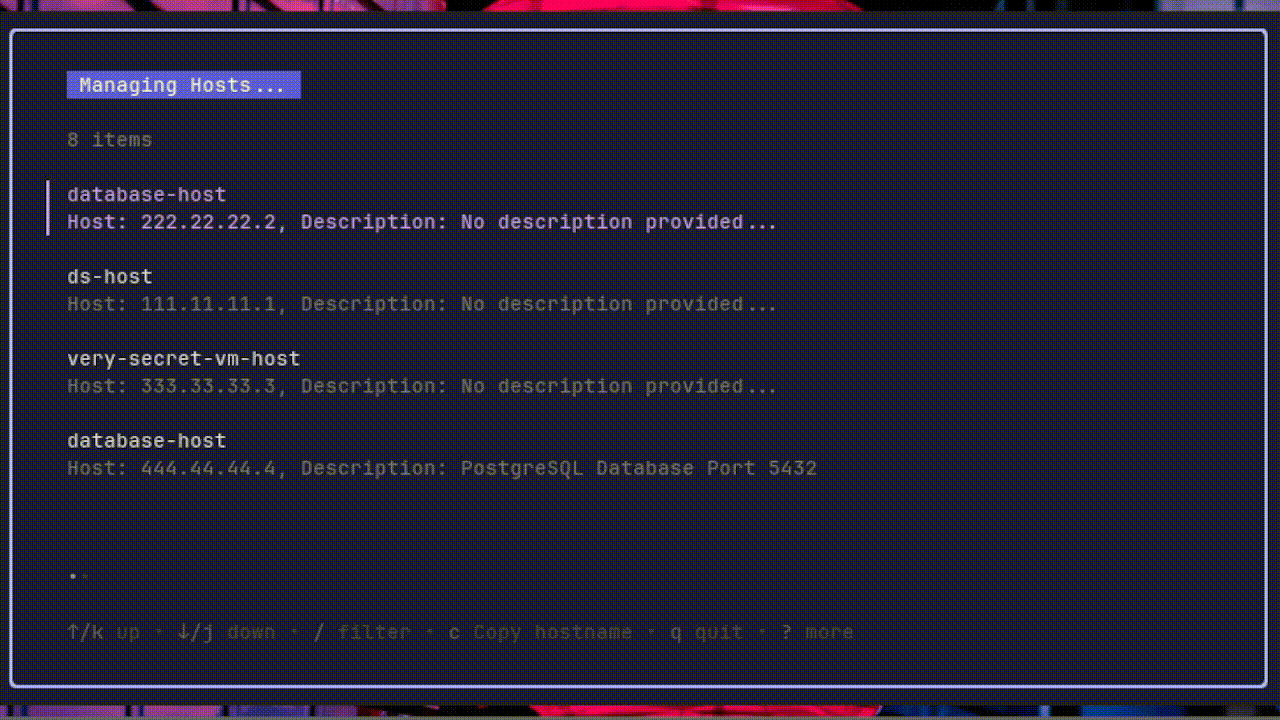 Managing Hosts...
8 items
database-host
Host: 222.22.22.2, Description: No description provided...
ds-host
Host: 111.11.11.1, Description: No description provided...
very-secret-vm-host
Host: 333.33.33.3, Description: No description provided...
database-host
Host: 444.44.44.4, Description: PostgreSQL Database Port 5432
↑/k up • ↓/j down • / filter • c Copy hostname • q quit • ? more